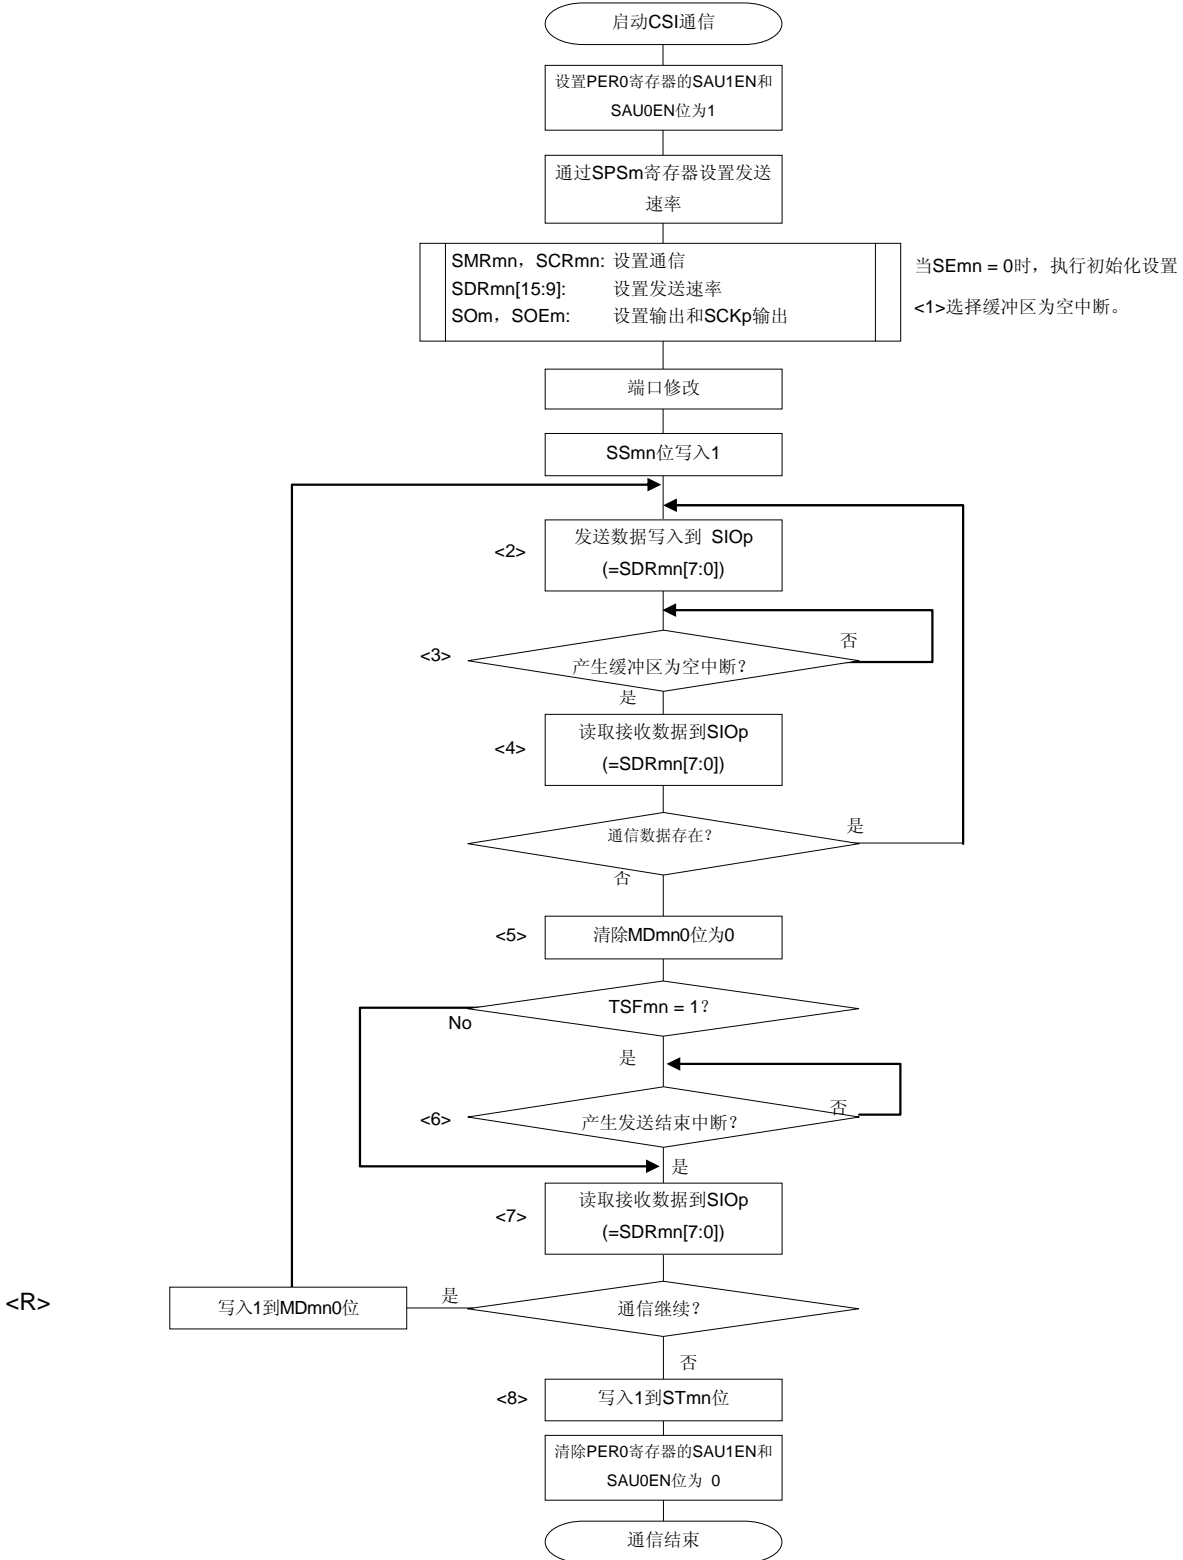 启动CSI通信
设置PER0寄存器的SAU1EN和
SAU0EN位为1
通过SPSm寄存器设置发送
速率
SMRmn，SCRmn: 设置通信
SDRmn[15:9]: 设置发送速率
SOm，SOEm: 设置输出和SCKp输出
当SEmn = 0时，执行初始化设置
<1>选择缓冲区为空中断。
端口修改
SSmn位写入1
<2>
发送数据写入到 SIOp
(=SDRmn[7:0])
<3>
产生缓冲区为空中断？
否
是
<4>
读取接收数据到SIOp
(=SDRmn[7:0])
通信数据存在？
是
否
<5>
清除MDmn0位为0
TSFmn = 1？
No
是
<6>
产生发送结束中断？
否
是
<7>
读取接收数据到SIOp
(=SDRmn[7:0])
<R>
写入1到MDmn0位
是
通信继续？
否
<8>
写入1到STmn位
清除PER0寄存器的SAU1EN和
SAU0EN位为 0
通信结束